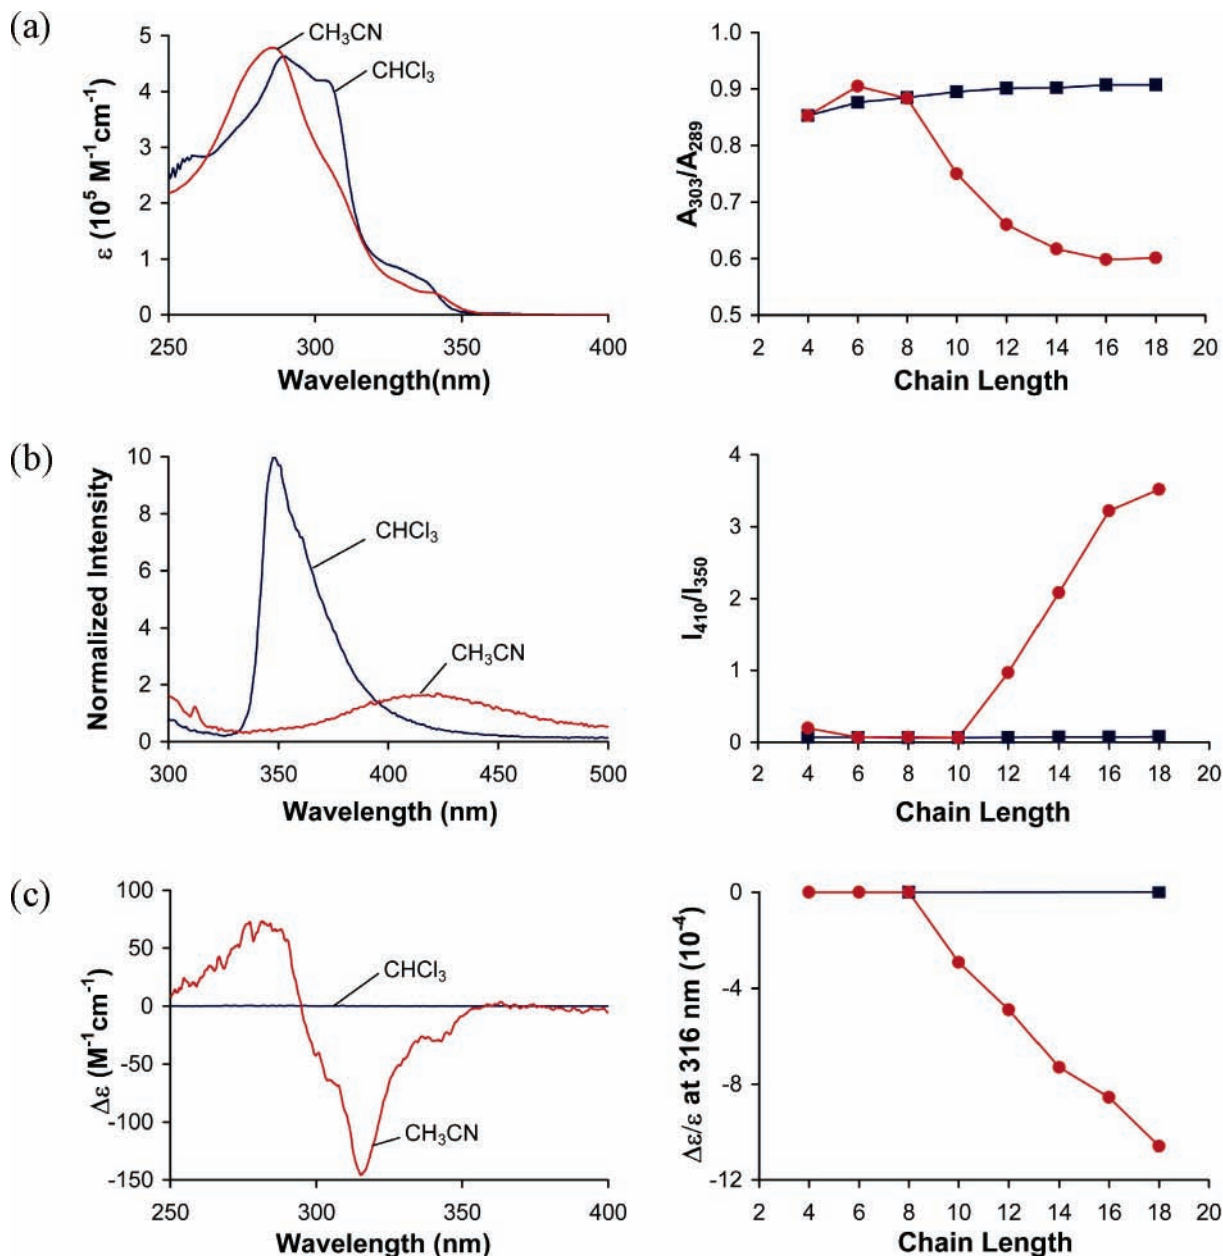 (a)
5
4
3
2
1
0
ε (10⁵ M⁻¹cm⁻¹)
CH₃CN
CHCl₃
250 300 350 400
Wavelength(nm)
1.0
0.9
0.8
0.7
0.6
0.5
A₃₀₃/A₂₈₉
2 4 6 8 10 12 14 16 18 20
Chain Length
(b)
10
8
6
4
2
0
Normalized Intensity
CHCl₃
CH₃CN
300 350 400 450 500
Wavelength (nm)
4
3
2
1
0
I₄₁₀/I₃₅₀
2 4 6 8 10 12 14 16 18 20
Chain Length
(c)
100
50
0
-50
-100
-150
Δε (M⁻¹cm⁻¹)
CHCl₃
CH₃CN
250 300 350 400
Wavelength (nm)
0
-4
-8
-12
Δε/ε at 316 nm (10⁻⁴)
2 4 6 8 10 12 14 16 18 20
Chain Length